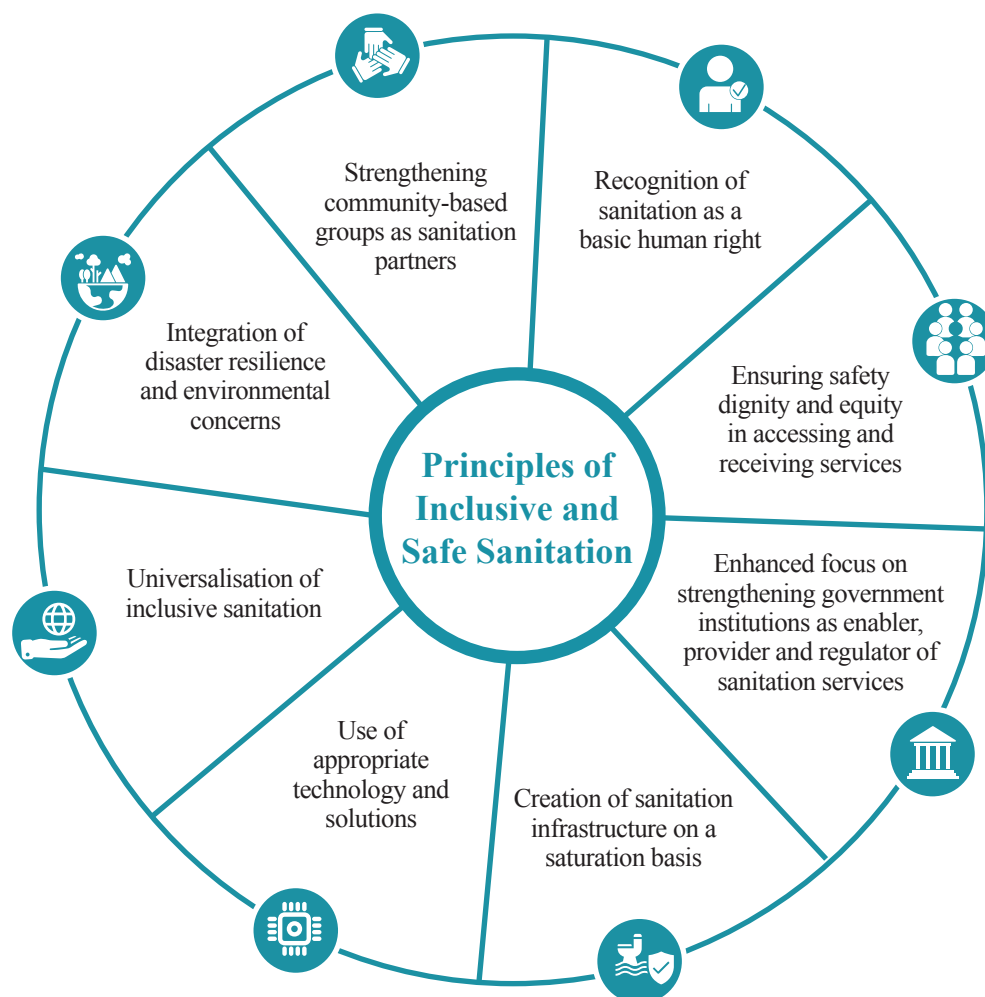 Principles of
Inclusive and
Safe Sanitation
Recognition of
sanitation as a
basic human right
Ensuring safety
dignity and equity
in accessing and
receiving services
Enhanced focus on
strengthening government
institutions as enabler,
provider and regulator of
sanitation services
Creation of sanitation
infrastructure on a
saturation basis
Use of
appropriate
technology and
solutions
Universalisation of
inclusive sanitation
Integration of
disaster resilience
and environmental
concerns
Strengthening
community-based
groups as sanitation
partners